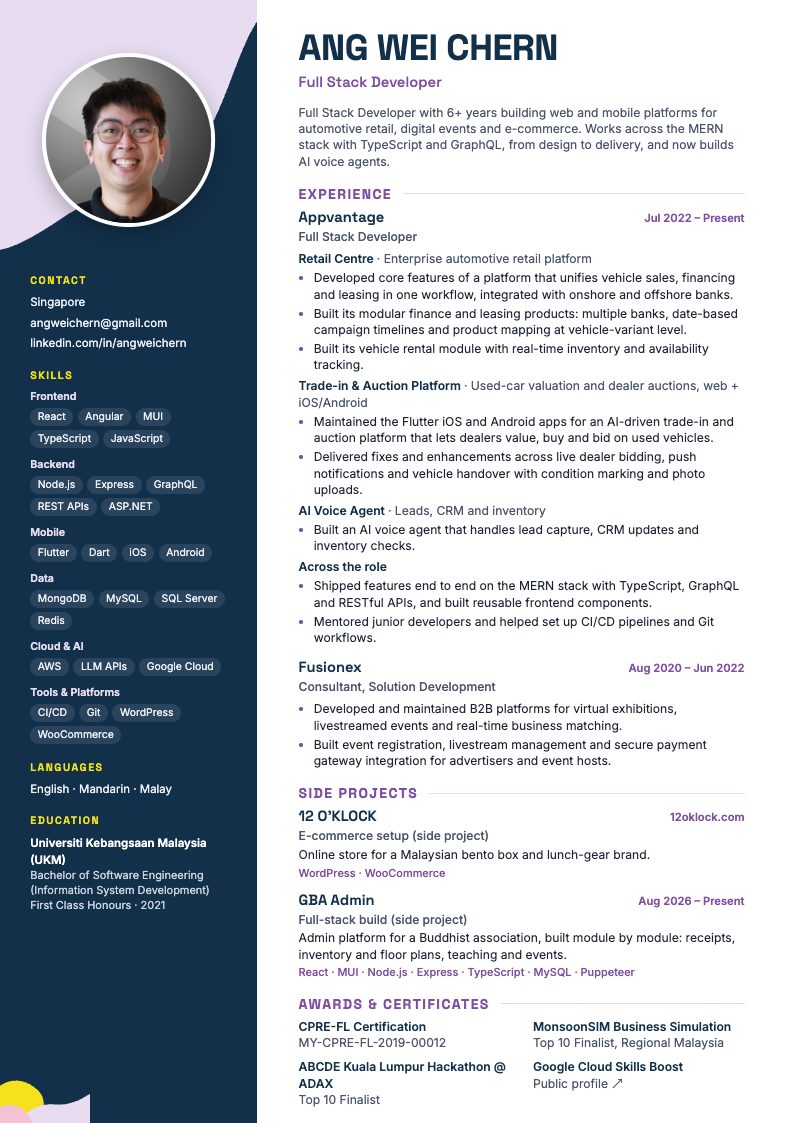 ANG WEI CHERN
Full Stack Developer
Full Stack Developer with 6+ years building web and mobile platforms for
automotive retail, digital events and e-commerce. Works across the MERN
stack with TypeScript and GraphQL, from design to delivery, and now builds
AI voice agents.
CONTACT
Singapore
angweichern@gmail.com
linkedin.com/in/angweichern
SKILLS
Frontend
React Angular MUI
TypeScript JavaScript
Backend
Node.js Express GraphQL
REST APIs ASP.NET
Mobile
Flutter Dart iOS Android
Data
MongoDB MySQL SQL Server
Redis
Cloud & AI
AWS LLM APIs Google Cloud
Tools & Platforms
CI/CD Git WordPress
WooCommerce
LANGUAGES
English · Mandarin · Malay
EDUCATION
Universiti Kebangsaan Malaysia
(UKM)
Bachelor of Software Engineering
(Information System Development)
First Class Honours · 2021
EXPERIENCE
Appvantage Jul 2022 – Present
Full Stack Developer
Retail Centre · Enterprise automotive retail platform
• Developed core features of a platform that unifies vehicle sales, financing
and leasing in one workflow, integrated with onshore and offshore banks.
• Built its modular finance and leasing products: multiple banks, date-based
campaign timelines and product mapping at vehicle-variant level.
• Built its vehicle rental module with real-time inventory and availability
tracking.
Trade-in & Auction Platform · Used-car valuation and dealer auctions, web +
iOS/Android
• Maintained the Flutter iOS and Android apps for an AI-driven trade-in and
auction platform that lets dealers value, buy and bid on used vehicles.
• Delivered fixes and enhancements across live dealer bidding, push
notifications and vehicle handover with condition marking and photo
uploads.
AI Voice Agent · Leads, CRM and inventory
• Built an AI voice agent that handles lead capture, CRM updates and
inventory checks.
Across the role
• Shipped features end to end on the MERN stack with TypeScript, GraphQL
and RESTful APIs, and built reusable frontend components.
• Mentored junior developers and helped set up CI/CD pipelines and Git
workflows.
Fusionex Aug 2020 – Jun 2022
Consultant, Solution Development
• Developed and maintained B2B platforms for virtual exhibitions,
livestreamed events and real-time business matching.
• Built event registration, livestream management and secure payment
gateway integration for advertisers and event hosts.
SIDE PROJECTS
12 O’KLOCK 12oklock.com
E-commerce setup (side project)
Online store for a Malaysian bento box and lunch-gear brand.
WordPress · WooCommerce
GBA Admin Aug 2026 – Present
Full-stack build (side project)
Admin platform for a Buddhist association, built module by module: receipts,
inventory and floor plans, teaching and events.
React · MUI · Node.js · Express · TypeScript · MySQL · Puppeteer
AWARDS & CERTIFICATES
CPRE-FL Certification
MY-CPRE-FL-2019-00012
MonsoonSIM Business Simulation
Top 10 Finalist, Regional Malaysia
ABCDE Kuala Lumpur Hackathon @
ADAX
Top 10 Finalist
Google Cloud Skills Boost
Public profile ↗